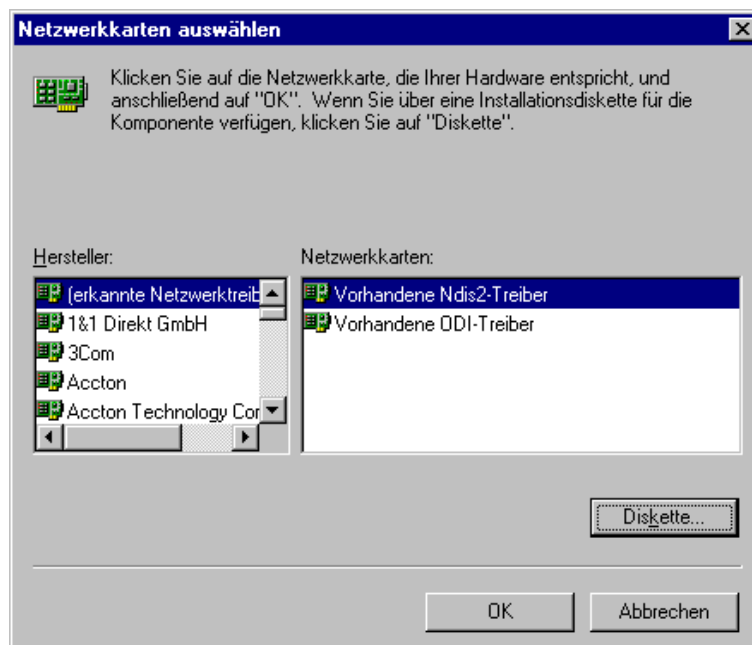 Netzwerkkarten auswählen
Klicken Sie auf die Netzwerkkarte, die Ihrer Hardware entspricht, und
anschließend auf "OK". Wenn Sie über eine Installationsdiskette für die
Komponente verfügen, klicken Sie auf "Diskette".
Hersteller:
(erkannte Netzwerktreib
1&1 Direkt GmbH
3Com
Accton
Accton Technology Cor
Netzwerkkarten:
Vorhandene Ndis2-Treiber
Vorhandene ODI-Treiber
Diskette...
OK
Abbrechen